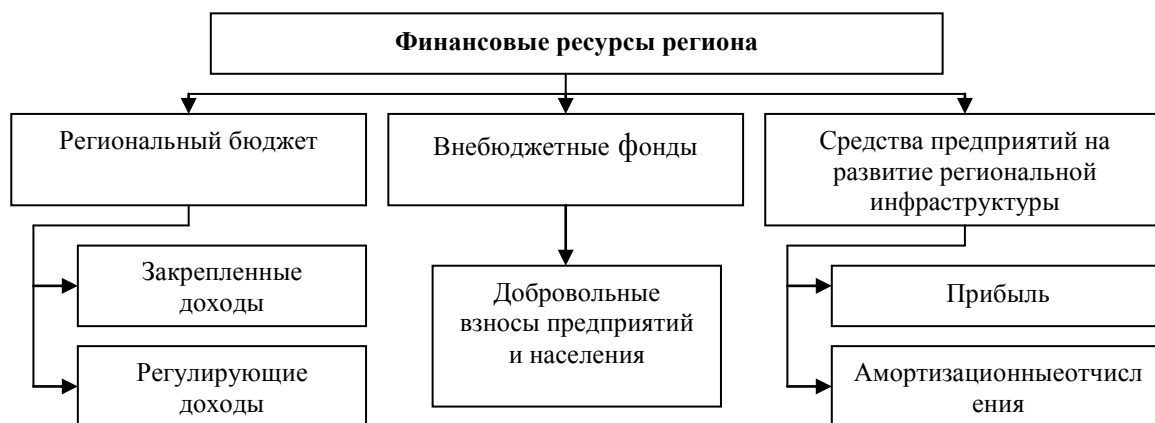 Финансовые ресурсы региона
Региональный бюджет
Внебюджетные фонды
Средства предприятий на
развитие региональной
инфраструктуры
Закрепленные
доходы
Регулирующие
доходы
Добровольные
взносы предприятий
и населения
Прибыль
Амортизационныеотчисл
ения